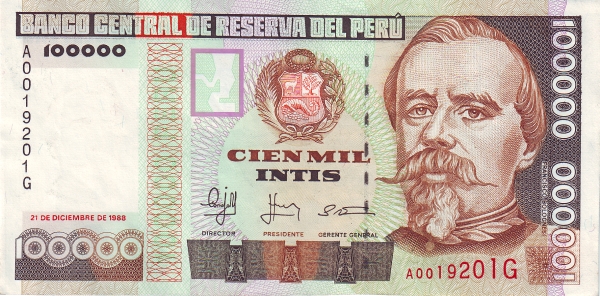 BANCO CENTRAL DE RESERVA DEL PERÚ
100000
A0019201G
CIEN MIL
INTIS
21 DE DICIEMBRE DE 1988
DIRECTOR
PRESIDENTE
GERENTE GENERAL
100000
A0019201G
100000
100000